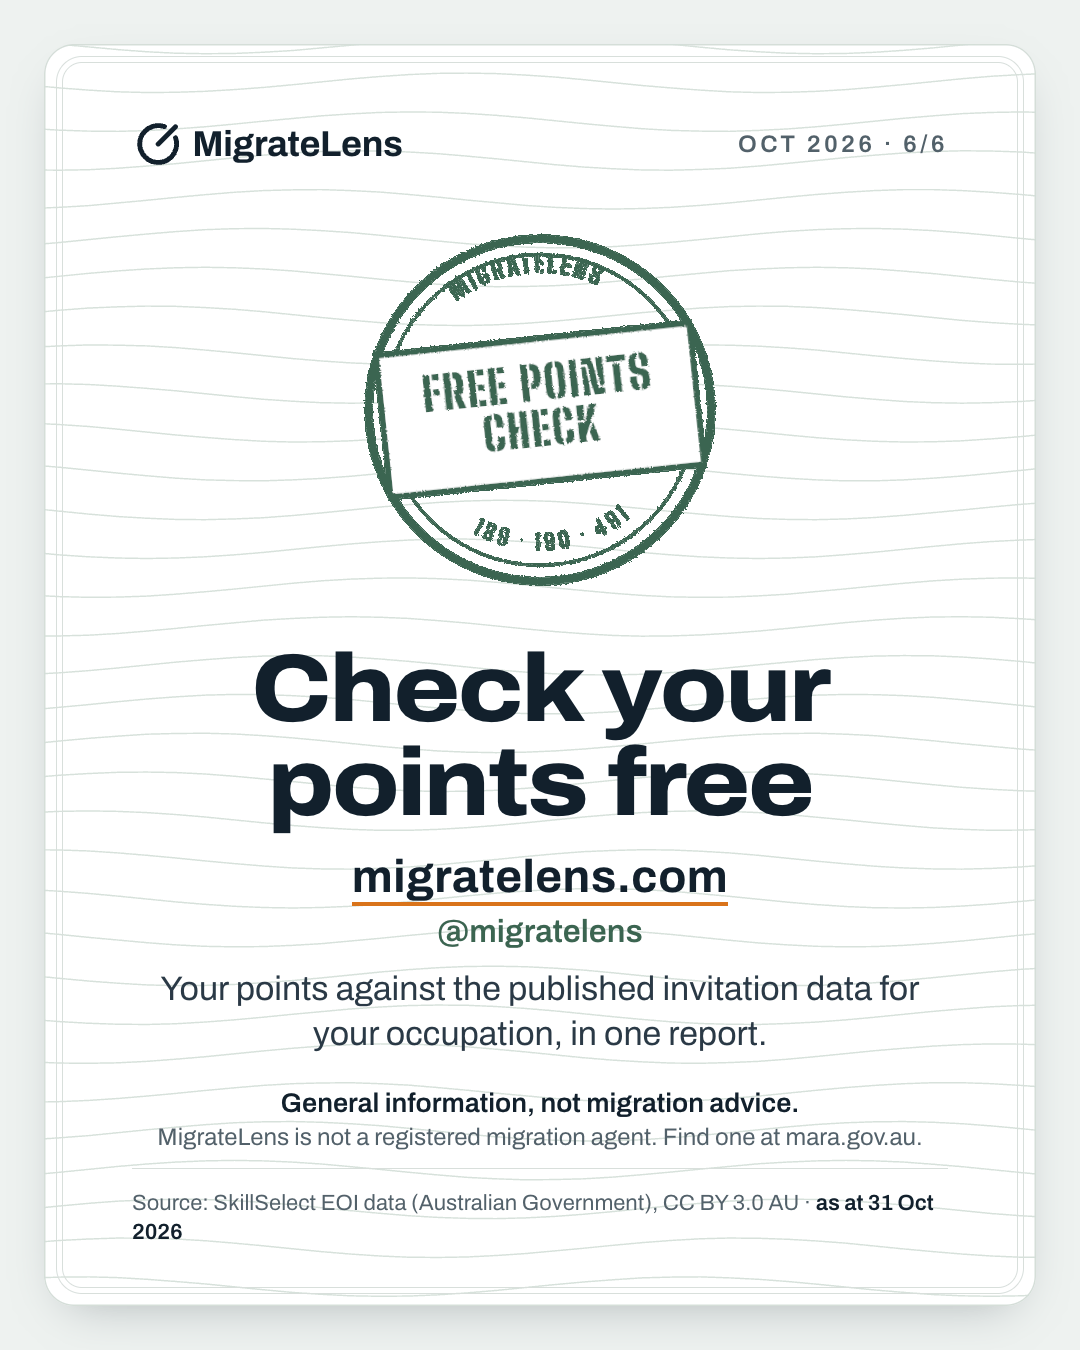 MigrateLens
OCT 2026 · 6/6
MIGRATELENS
FREE POINTS
CHECK
189 · 190 · 491
Check your
points free
migratelens.com
@migratelens
Your points against the published invitation data for
your occupation, in one report.
General information, not migration advice.
MigrateLens is not a registered migration agent. Find one at mara.gov.au.
Source: SkillSelect EOI data (Australian Government), CC BY 3.0 AU · as at 31 Oct
2026